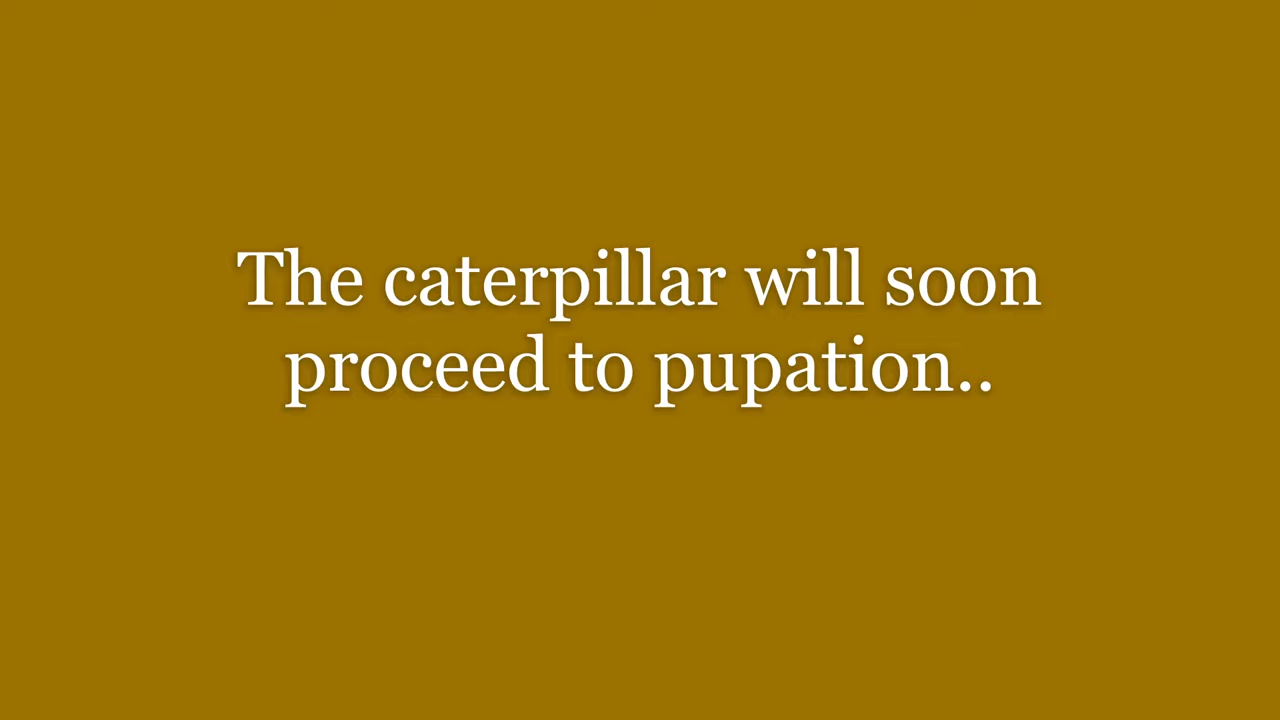 The caterpillar will soon
proceed to pupation..